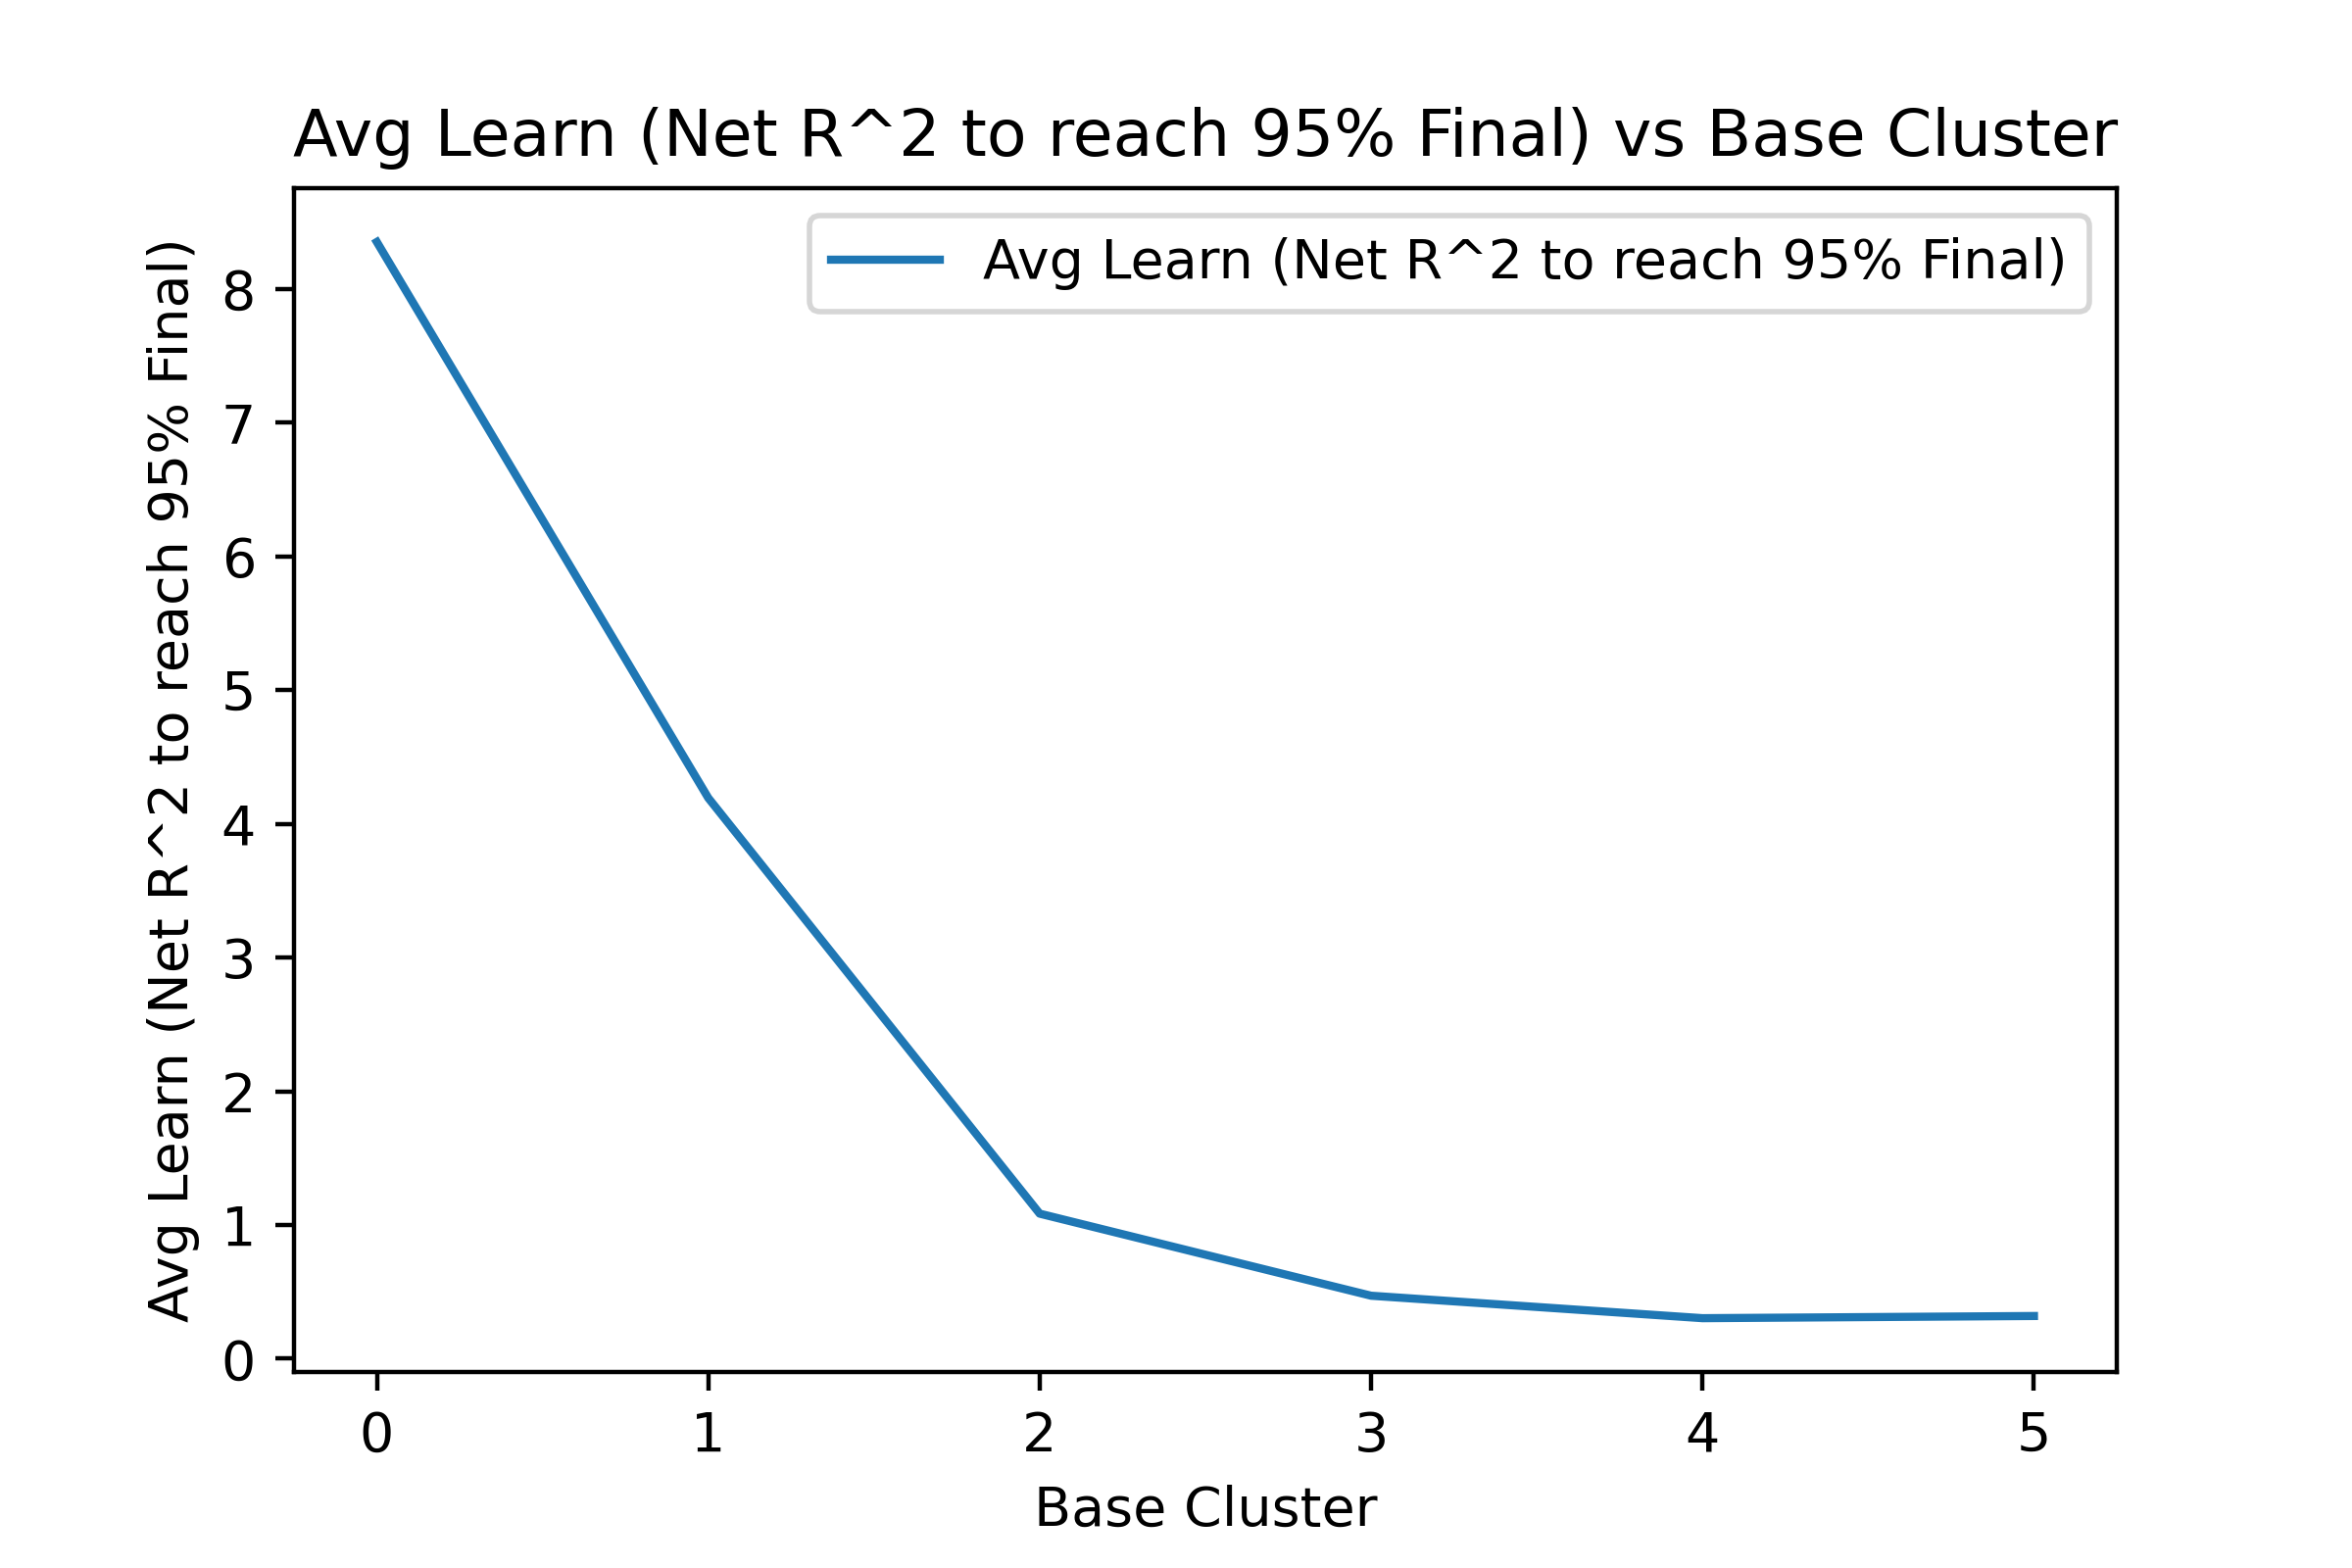 Avg Learn (Net R^2 to reach 95% Final) vs Base Cluster
Avg Learn (Net R^2 to reach 95% Final)
Avg Learn (Net R^2 to reach 95% Final)
8
7
6
5
4
3
2
1
0
0 1 2 3 4 5
Base Cluster